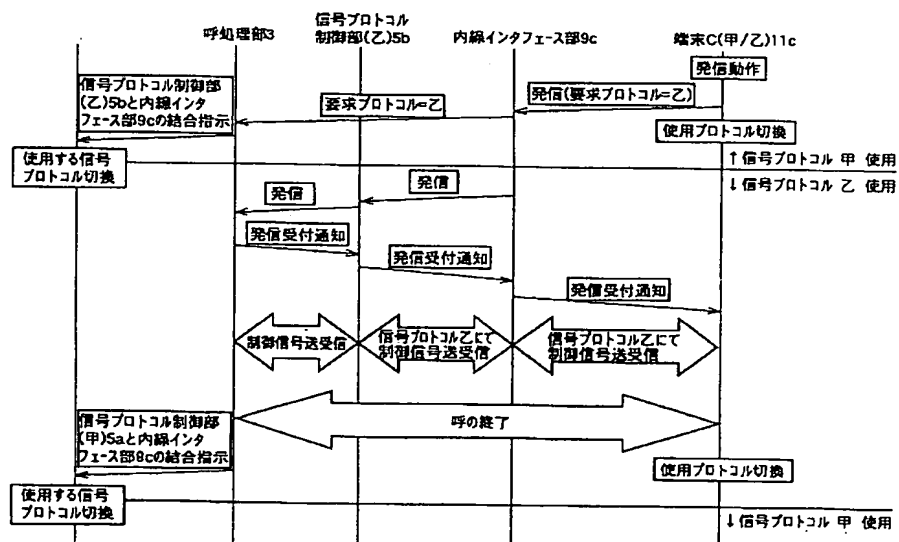 呼処理部3
信号プロトコル
制御部(乙)5b
内線インタフェース部9c
端末C(甲/乙)11c
発信動作
信号プロトコル制御部
(乙)5bと内線インタ
フェース部9cの結合指示
要求プロトコル=乙
発信(要求プロトコル=乙)
使用プロトコル切換
使用する信号
プロトコル切換
↑信号プロトコル 甲 使用
↓信号プロトコル 乙 使用
発信
発信
発信受付通知
発信受付通知
発信受付通知
制御信号送受信
信号プロトコル乙にて
制御信号送受信
信号プロトコル乙にて
制御信号送受信
呼の終了
信号プロトコル制御部
(甲)5aと内線インタ
フェース部8cの結合指示
使用プロトコル切換
使用する信号
プロトコル切換
↓信号プロトコル 甲 使用